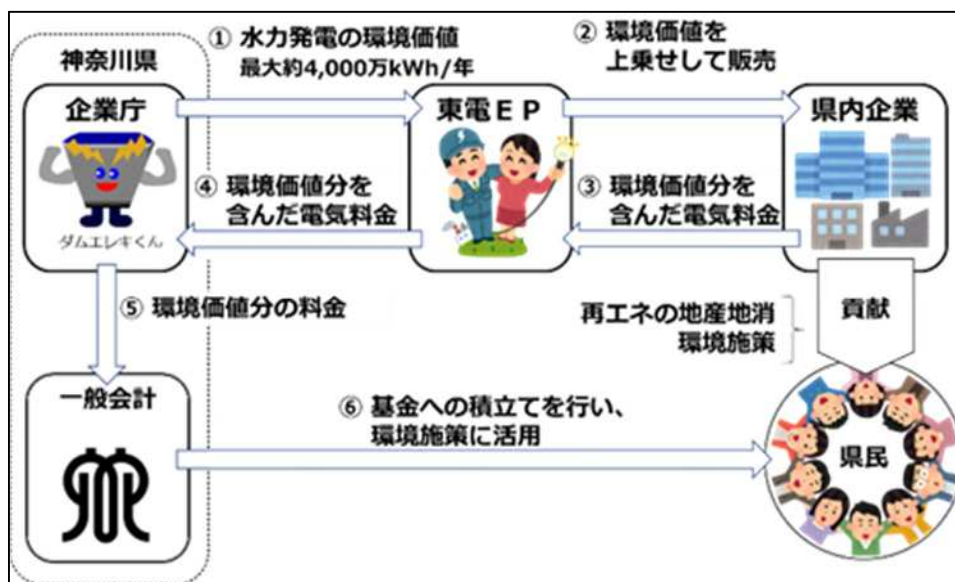 神奈川県
企業庁
ダムエレキくん
① 水力発電の環境価値
最大約4,000万kWh/年
東電ＥＰ
② 環境価値を
上乗せして販売
県内企業
④ 環境価値分を
含んだ電気料金
③ 環境価値分を
含んだ電気料金
⑤ 環境価値分の料金
再エネの地産地消
環境施策
貢献
一般会計
⑥ 基金への積立てを行い、
環境施策に活用
県民